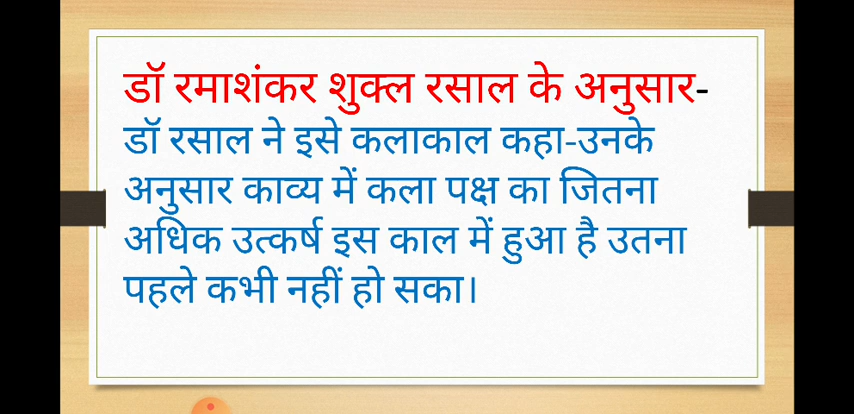 डॉ रमाशंकर शुक्ल रसाल के अनुसार-
डॉ रसाल ने इसे कलाकाल कहा-उनके
अनुसार काव्य में कला पक्ष का जितना
अधिक उत्कर्ष इस काल में हुआ है उतना
पहले कभी नहीं हो सका।